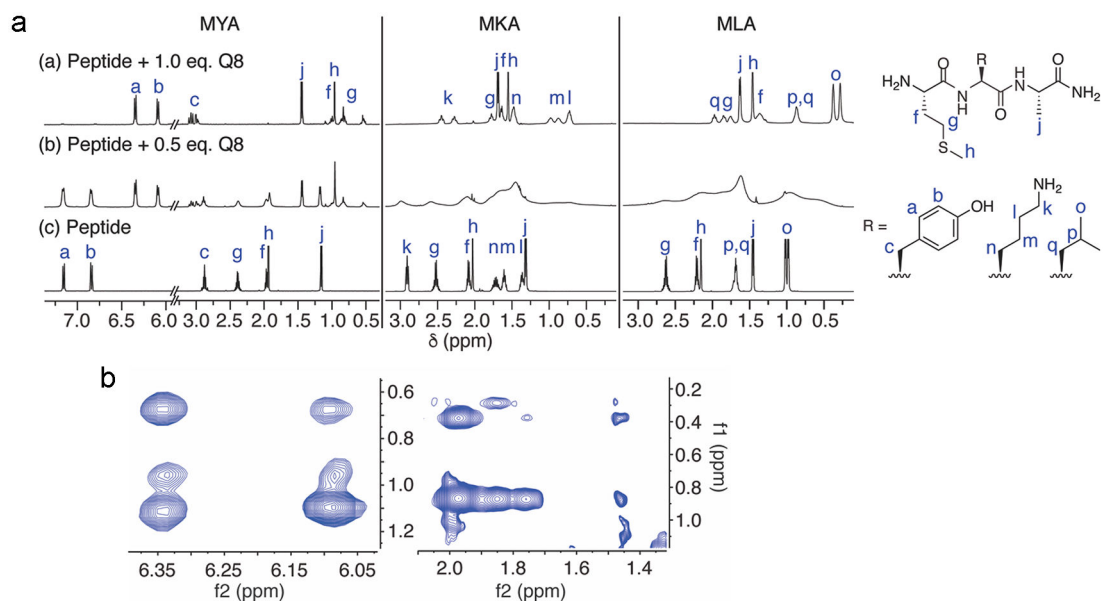 a
MYA MKA MLA
(a) Peptide + 1.0 eq. Q8
a b c j h f g
k j f h g n m l
j h o q g f p,q
(b) Peptide + 0.5 eq. Q8
(c) Peptide
a b c g f h j
k g f h n m l j
g f h p,q j o
7.0 6.5 6.0 3.0 2.5 2.0 1.5 1.0 0.5
3.0 2.5 2.0 1.5 1.0 0.5
2.0 1.5 1.0 0.5
δ (ppm)
H2N O R H N N H O O NH2
f g S h j
R =
a b OH c
NH2 l k n m
o p q
b
0.6
0.8
1.0
1.2
6.35 6.25 6.15 6.05
f2 (ppm)
0.2
0.4
0.6
0.8
1.0
f1 (ppm)
2.0 1.8 1.6 1.4
f2 (ppm)